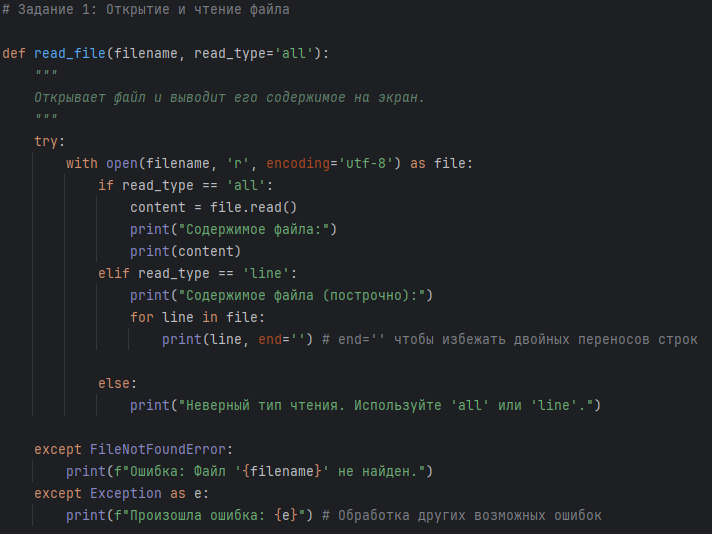 # Задание 1: Открытие и чтение файла

def read_file(filename, read_type='all'):
    """
    Открывает файл и выводит его содержимое на экран.
    """
    try:
        with open(filename, 'r', encoding='utf-8') as file:
            if read_type == 'all':
                content = file.read()
                print("Содержимое файла:")
                print(content)
            elif read_type == 'line':
                print("Содержимое файла (построчно):")
                for line in file:
                    print(line, end='') # end='' чтобы избежать двойных переносов строк

            else:
                print("Неверный тип чтения. Используйте 'all' или 'line'.")

    except FileNotFoundError:
        print(f"Ошибка: Файл '{filename}' не найден.")
    except Exception as e:
        print(f"Произошла ошибка: {e}") # Обработка других возможных ошибок